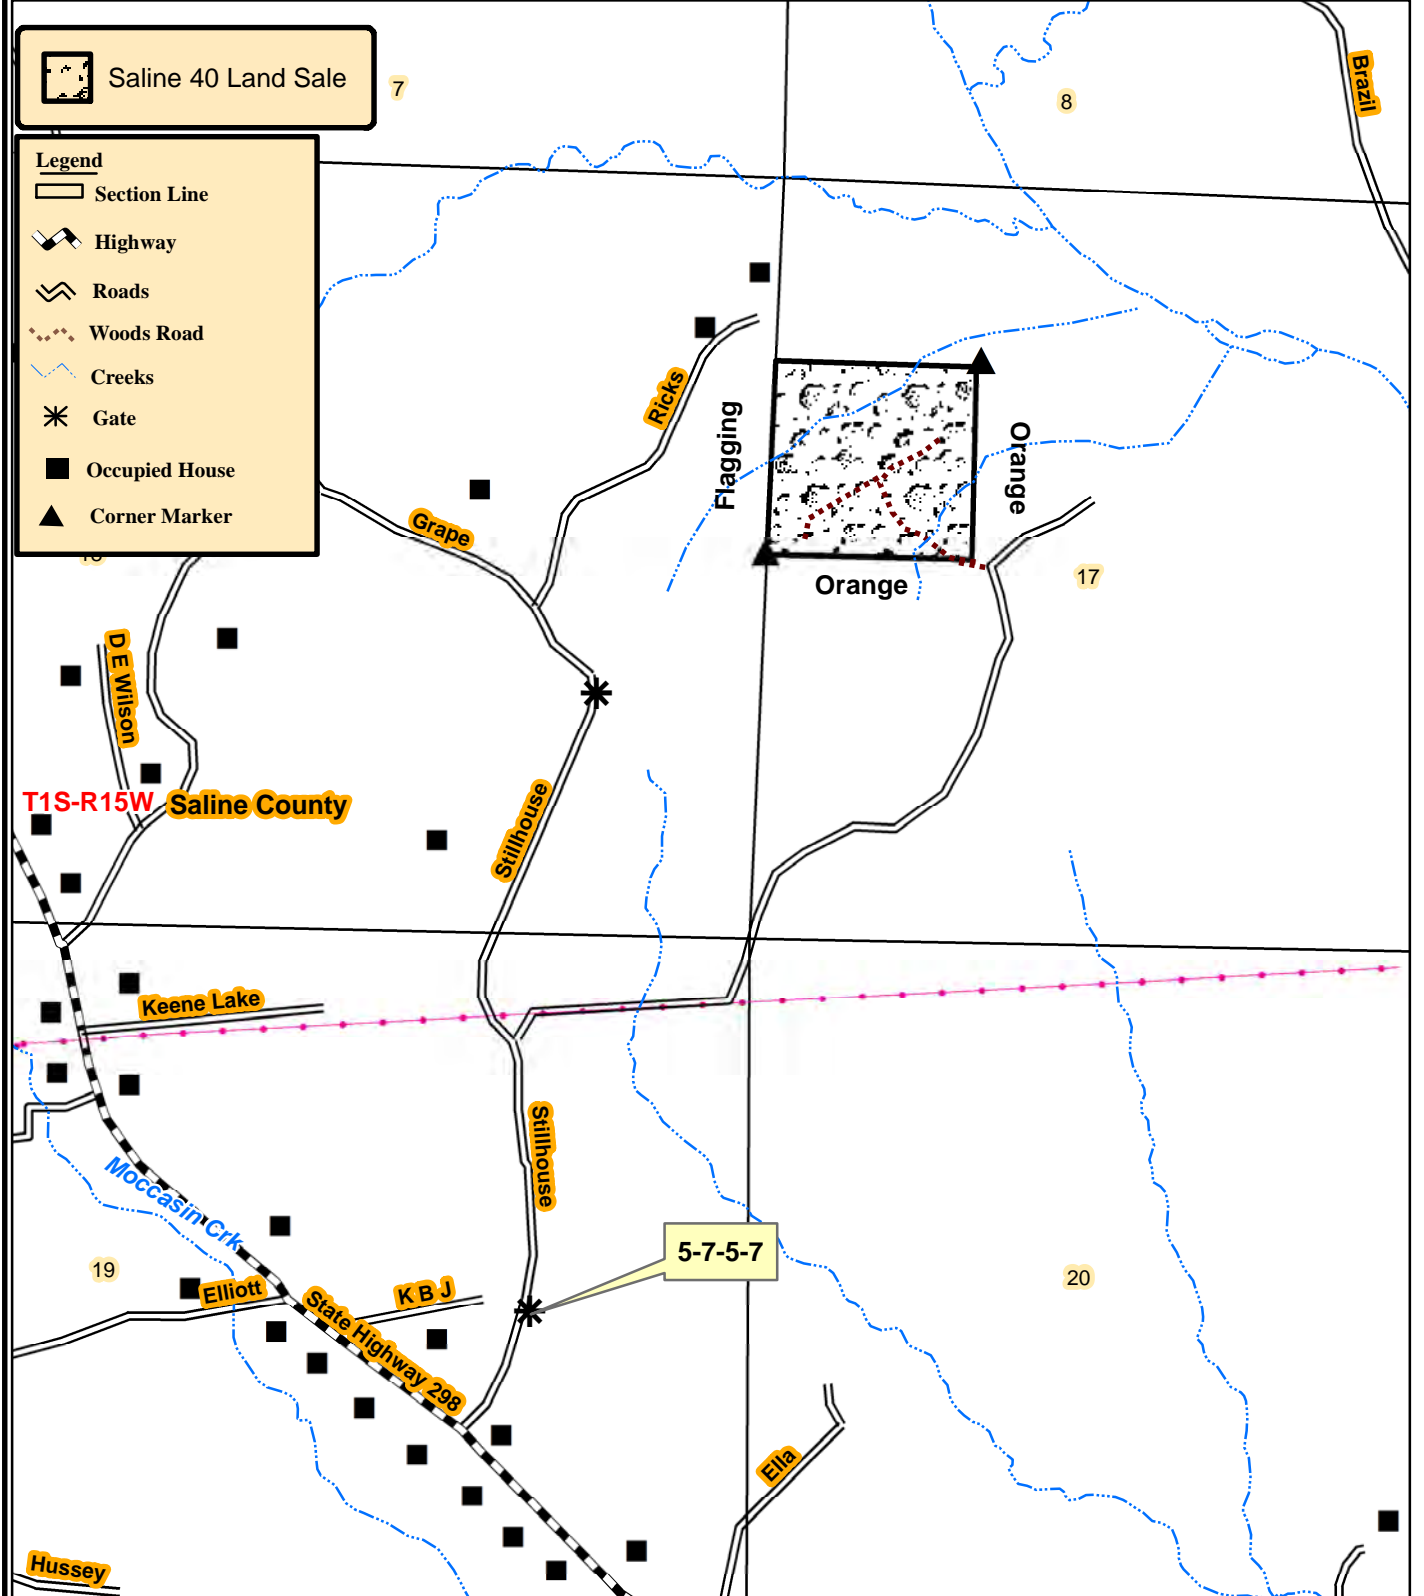 Saline 40 Land Sale
7
8
Brazil
Legend
Section Line
Highway
Roads
Woods Road
Creeks
Gate
Occupied House
Corner Marker
Ricks
Flagging
Orange
Grape
Orange
17
D E Wilson
T1S-R15W
Saline County
Stillhouse
Keene Lake
Stillhouse
Moccasin Crk
5-7-5-7
19
20
Elliott
K B J
State Highway 298
Ella
Hussey